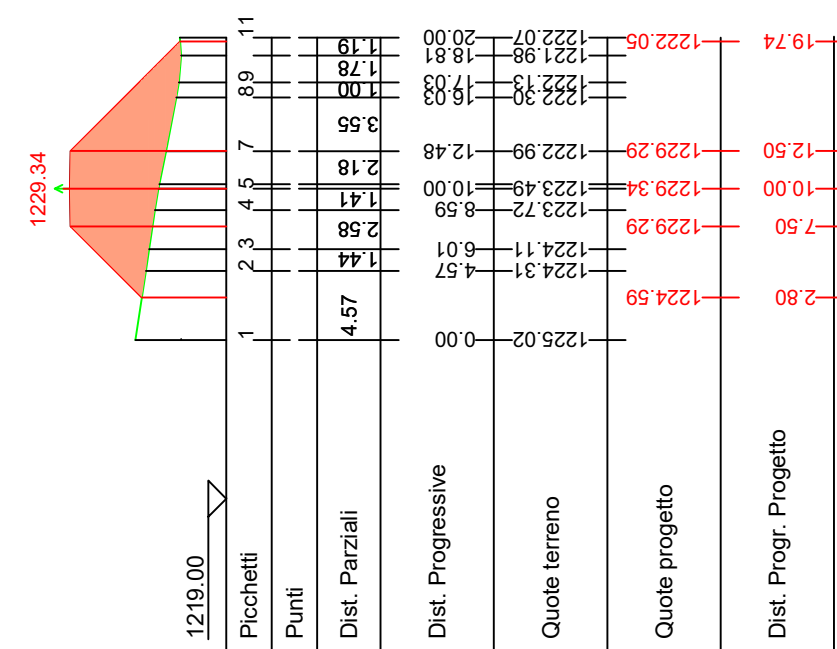 1229.34
1219.00
Picchetti 1 2 3 4 5 7 8 9 11
Punti
Dist. Parziali 4.57 1.44 2.58 1.41 2.18 3.55 1.00 1.78 1.19
Dist. Progressive 0.00 4.57 6.01 8.59 10.00 12.48 16.03 17.03 18.81 20.00
Quote terreno 1225.02 1224.31 1224.11 1223.72 1223.49 1222.99 1222.30 1222.13 1221.98 1222.07
Quote progetto 1224.59 1229.29 1229.34 1229.29 1222.05
Dist. Progr. Progetto 2.80 7.50 10.00 12.50 19.74